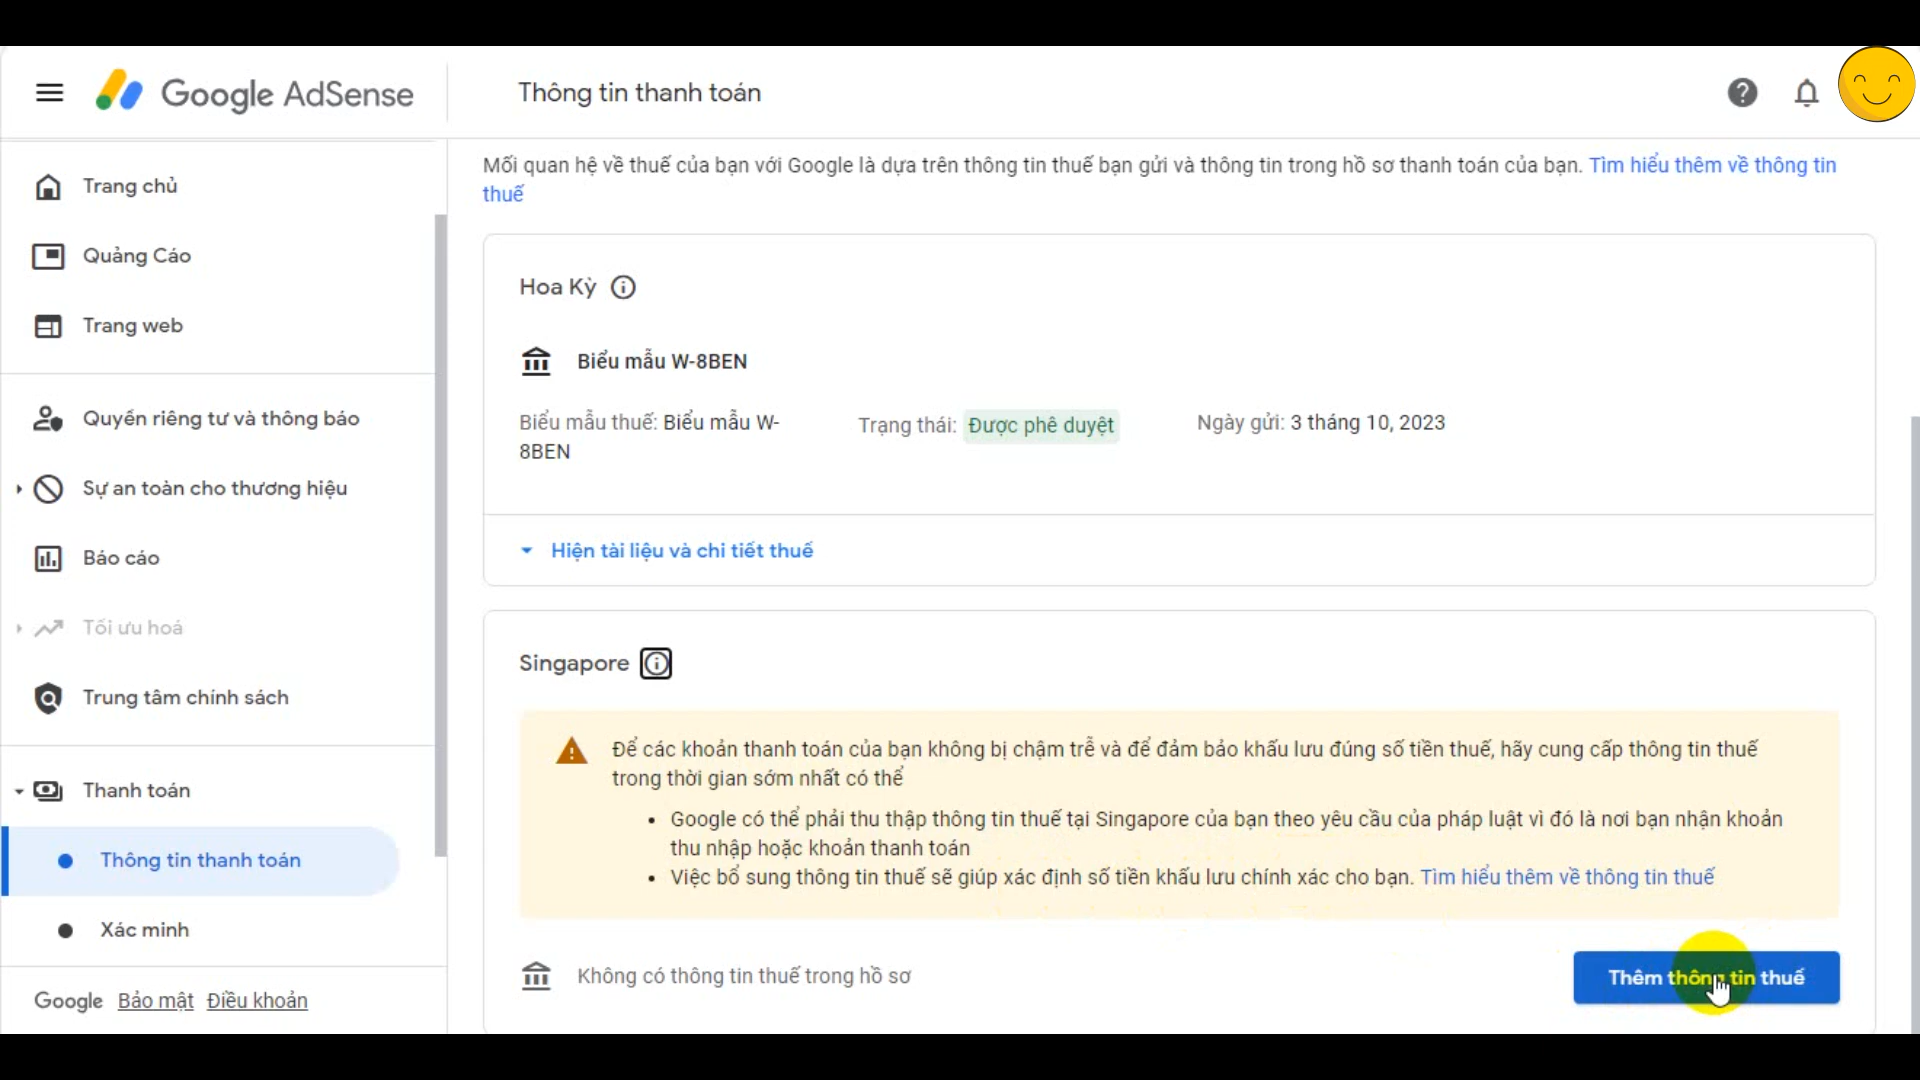 Google AdSense
Thông tin thanh toán
Trang chủ
Quảng Cáo
Trang web
Quyền riêng tư và thông báo
Sự an toàn cho thương hiệu
Báo cáo
Tối ưu hoá
Trung tâm chính sách
Thanh toán
Thông tin thanh toán
Xác minh
Google Bảo mật Điều khoản
Mối quan hệ về thuế của bạn với Google là dựa trên thông tin thuế bạn gửi và thông tin trong hồ sơ thanh toán của bạn. Tìm hiểu thêm về thông tin
thuế
Hoa Kỳ
Biểu mẫu W-8BEN
Biểu mẫu thuế: Biểu mẫu W-
8BEN
Trạng thái: Được phê duyệt
Ngày gửi: 3 tháng 10, 2023
Hiện tài liệu và chi tiết thuế
Singapore
Để các khoản thanh toán của bạn không bị chậm trễ và để đảm bảo khấu lưu đúng số tiền thuế, hãy cung cấp thông tin thuế
trong thời gian sớm nhất có thể
• Google có thể phải thu thập thông tin thuế tại Singapore của bạn theo yêu cầu của pháp luật vì đó là nơi bạn nhận khoản
thu nhập hoặc khoản thanh toán
• Việc bổ sung thông tin thuế sẽ giúp xác định số tiền khấu lưu chính xác cho bạn. Tìm hiểu thêm về thông tin thuế
Không có thông tin thuế trong hồ sơ
Thêm thông tin thuế